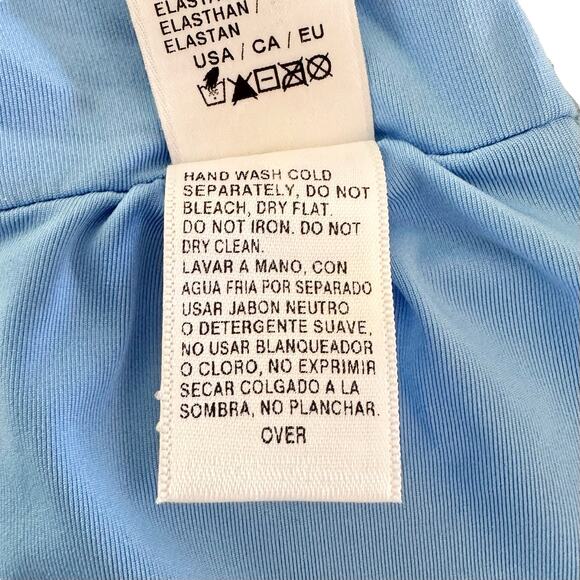 ELASTHAN /
ELASTAN
USA / CA / EU
HAND WASH COLD
SEPARATELY, DO NOT
BLEACH, DRY FLAT.
DO NOT IRON. DO NOT
DRY CLEAN.
LAVAR A MANO, CON
AGUA FRIA POR SEPARADO
USAR JABON NEUTRO
O DETERGENTE SUAVE,
NO USAR BLANQUEADOR
O CLORO, NO EXPRIMIR
SECAR COLGADO A LA
SOMBRA, NO PLANCHAR.
OVER